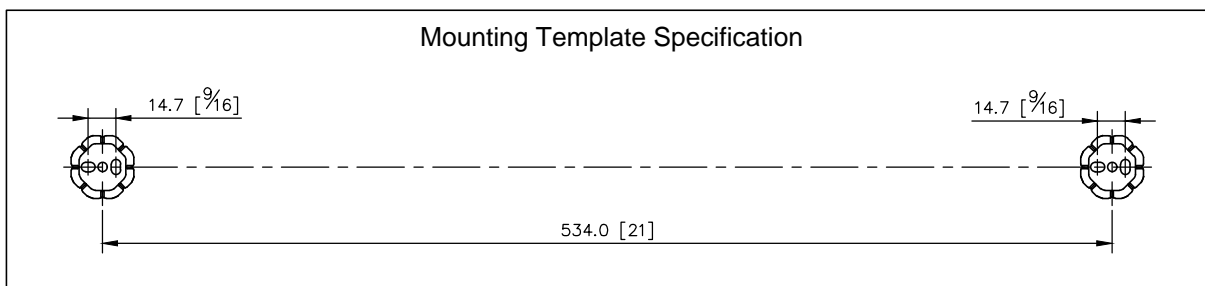 Mounting Template Specification
14.7 [9/16]
14.7 [9/16]
534.0 [21]